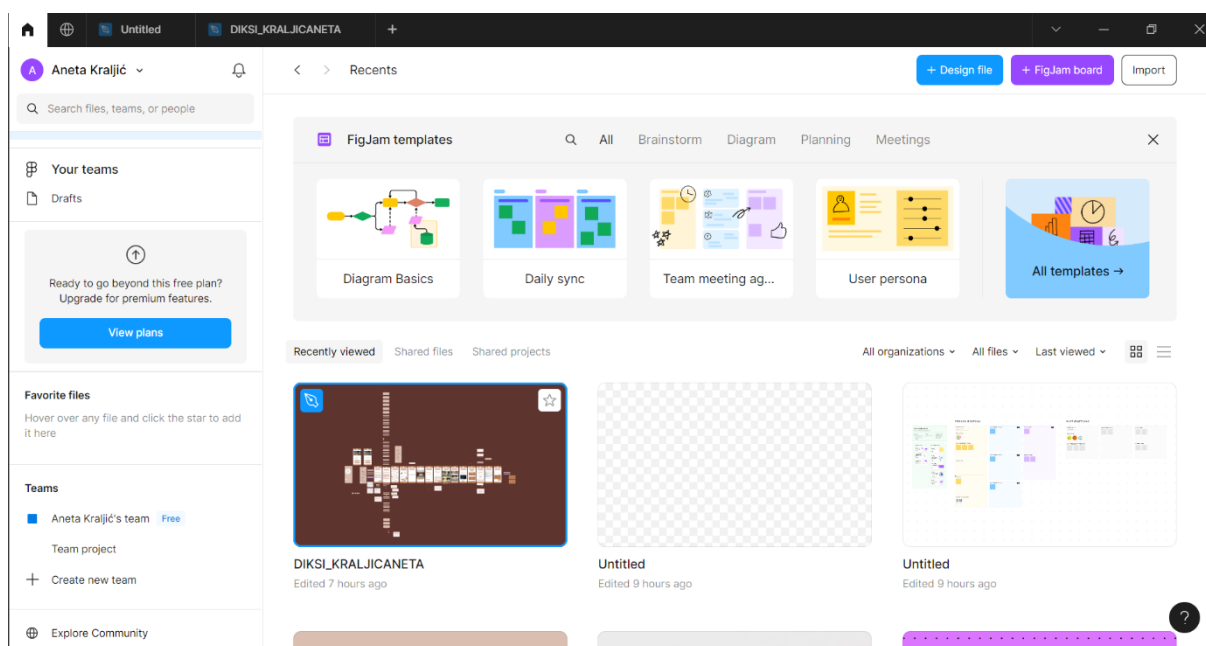 Untitled
DIKSI_KRALJICANETA
A
Aneta Kraljić
Recents
+ Design file
+ FigJam board
Import
Search files, teams, or people
Your teams
Drafts
Ready to go beyond this free plan?
Upgrade for premium features.
View plans
Favorite files
Hover over any file and click the star to add
it here
Teams
Aneta Kraljić's team Free
Team project
Create new team
Explore Community
FigJam templates
All Brainstorm Diagram Planning Meetings
Diagram Basics
Daily sync
Team meeting ag...
User persona
All templates →
Recently viewed Shared files Shared projects
All organizations All files Last viewed
DIKSI_KRALJICANETA
Edited 7 hours ago
Untitled
Edited 9 hours ago
Untitled
Edited 9 hours ago
?